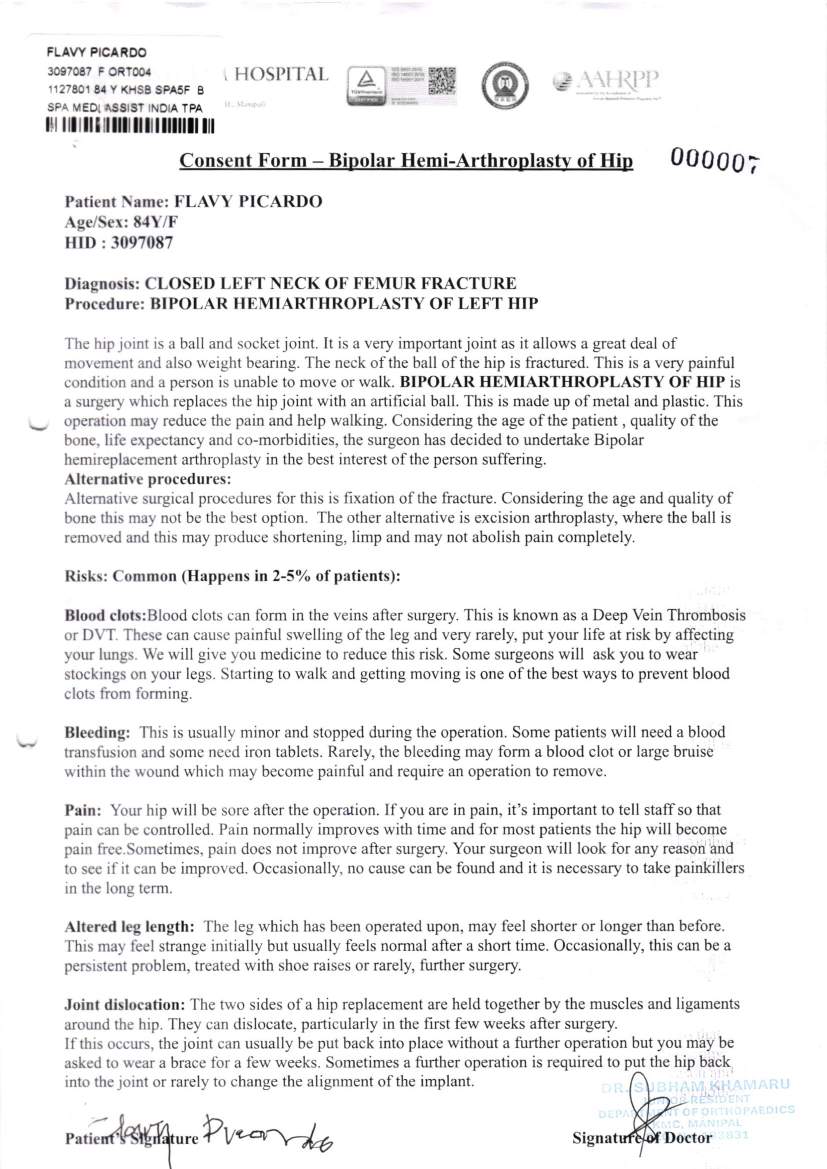 FLAVY PICARDO
3097087 F ORT004
1127801 84 Y KHSB SPA5F B
SPA MEDI ASSIST INDIA TPA
HOSPITAL
Manipal
AAHRPP
Consent Form – Bipolar Hemi-Arthroplasty of Hip
000007
Patient Name: FLAVY PICARDO
Age/Sex: 84Y/F
HID : 3097087
Diagnosis: CLOSED LEFT NECK OF FEMUR FRACTURE
Procedure: BIPOLAR HEMIARTHROPLASTY OF LEFT HIP
The hip joint is a ball and socket joint. It is a very important joint as it allows a great deal of
movement and also weight bearing. The neck of the ball of the hip is fractured. This is a very painful
condition and a person is unable to move or walk. BIPOLAR HEMIARTHROPLASTY OF HIP is
a surgery which replaces the hip joint with an artificial ball. This is made up of metal and plastic. This
operation may reduce the pain and help walking. Considering the age of the patient , quality of the
bone, life expectancy and co-morbidities, the surgeon has decided to undertake Bipolar
hemireplacement arthroplasty in the best interest of the person suffering.
Alternative procedures:
Alternative surgical procedures for this is fixation of the fracture. Considering the age and quality of
bone this may not be the best option. The other alternative is excision arthroplasty, where the ball is
removed and this may produce shortening, limp and may not abolish pain completely.
Risks: Common (Happens in 2-5% of patients):
Blood clots:Blood clots can form in the veins after surgery. This is known as a Deep Vein Thrombosis
or DVT. These can cause painful swelling of the leg and very rarely, put your life at risk by affecting
your lungs. We will give you medicine to reduce this risk. Some surgeons will ask you to wear
stockings on your legs. Starting to walk and getting moving is one of the best ways to prevent blood
clots from forming.
Bleeding: This is usually minor and stopped during the operation. Some patients will need a blood
transfusion and some need iron tablets. Rarely, the bleeding may form a blood clot or large bruise
within the wound which may become painful and require an operation to remove.
Pain: Your hip will be sore after the operation. If you are in pain, it's important to tell staff so that
pain can be controlled. Pain normally improves with time and for most patients the hip will become
pain free.Sometimes, pain does not improve after surgery. Your surgeon will look for any reason and
to see if it can be improved. Occasionally, no cause can be found and it is necessary to take painkillers
in the long term.
Altered leg length: The leg which has been operated upon, may feel shorter or longer than before.
This may feel strange initially but usually feels normal after a short time. Occasionally, this can be a
persistent problem, treated with shoe raises or rarely, further surgery.
Joint dislocation: The two sides of a hip replacement are held together by the muscles and ligaments
around the hip. They can dislocate, particularly in the first few weeks after surgery.
If this occurs, the joint can usually be put back into place without a further operation but you may be
asked to wear a brace for a few weeks. Sometimes a further operation is required to put the hip back
into the joint or rarely to change the alignment of the implant.
DR. SUBHAM KHAMARU
RESIDENT
DEPARTMENT OF ORTHOPAEDICS
KMC, MANIPAL
Patient's Signature
Signature of Doctor